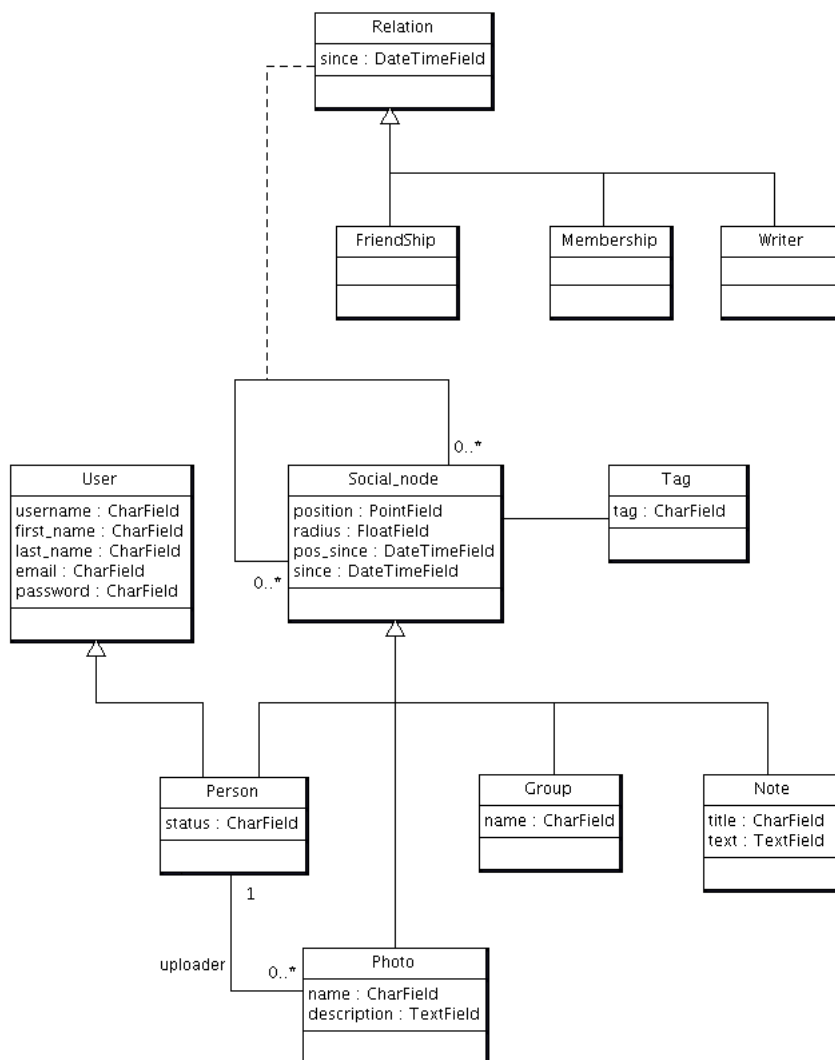 Relation
since : DateTimeField
FriendShip
Membership
Writer
0..*
User
username : CharField
first_name : CharField
last_name : CharField
email : CharField
password : CharField
Social_node
position : PointField
radius : FloatField
pos_since : DateTimeField
since : DateTimeField
Tag
tag : CharField
0..*
Person
status : CharField
Group
name : CharField
Note
title : CharField
text : TextField
1
uploader
0..*
Photo
name : CharField
description : TextField